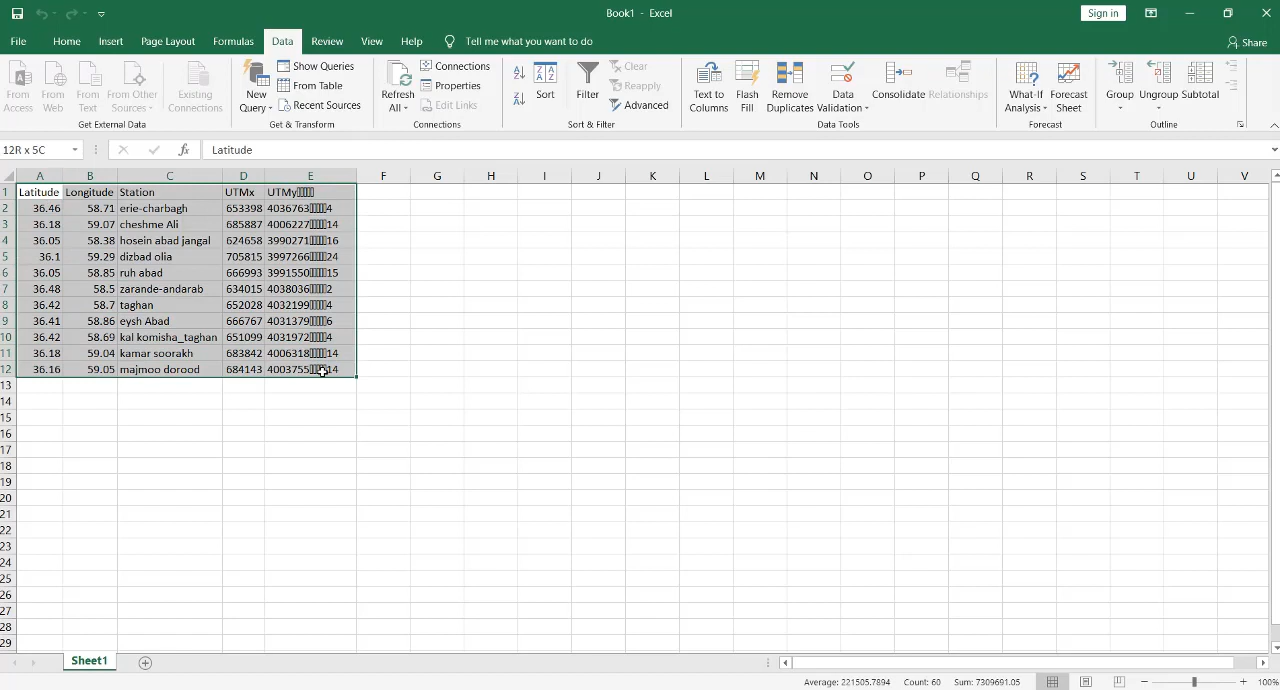 Book1 - Excel
Sign in
File Home Insert Page Layout Formulas Data Review View Help Tell me what you want to do Share
From Access
From Web
From Text
From Other Sources
Existing Connections
Get External Data
New Query
Show Queries
From Table
Recent Sources
Get & Transform
Refresh All
Connections
Properties
Edit Links
Connections
Sort
Filter
Clear
Reapply
Advanced
Sort & Filter
Text to Columns
Flash Fill
Remove Duplicates
Data Validation
Consolidate
Relationships
Data Tools
What-If Analysis
Forecast Sheet
Forecast
Group
Ungroup
Subtotal
Outline
12R x 5C fx Latitude
A B C D E F G H I J K L M N O P Q R S T U V
1 Latitude Longitude Station UTMx UTMy
2 36.46 58.71 erie-charbagh 653398 4036763 4
3 36.18 59.07 cheshme Ali 685887 4006227 14
4 36.05 58.38 hosein abad jangal 624658 3990271 16
5 36.1 59.29 dizbad olia 705815 3997266 24
6 36.05 58.85 ruh abad 666993 3991550 15
7 36.48 58.5 zarande-andarab 634015 4038036 2
8 36.42 58.7 taghan 652028 4032199 4
9 36.41 58.86 eysh Abad 666767 4031379 6
10 36.42 58.69 kal komisha_taghan 651099 4031972 4
11 36.18 59.04 kamar soorakh 683842 4006318 14
12 36.16 59.05 majmoo dorood 684143 4003755 14
13
14
15
16
17
18
19
20
21
22
23
24
25
26
27
28
29
Sheet1
Average: 221505.7894 Count: 60 Sum: 7309691.05 100%